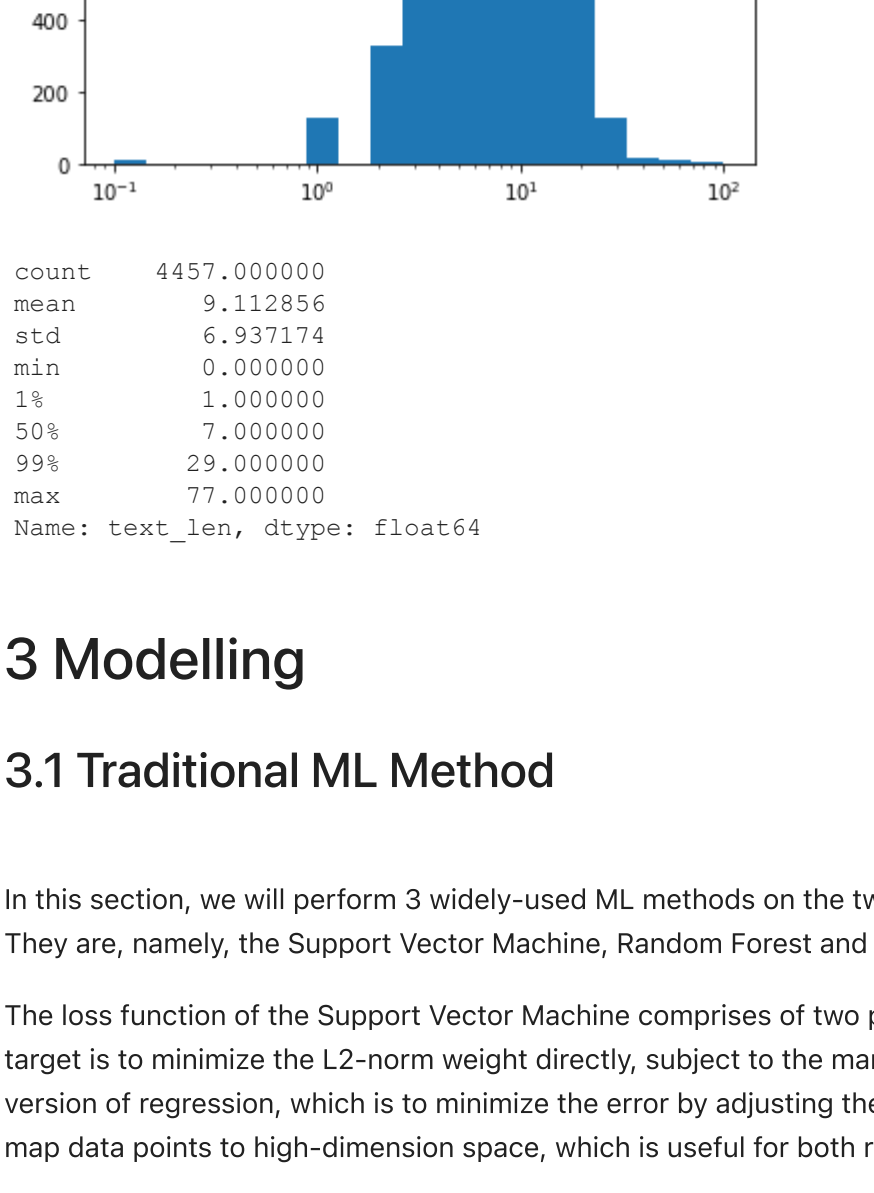 400
200
0
10⁻¹ 10⁰ 10¹ 10²
count 4457.000000
mean 9.112856
std 6.937174
min 0.000000
1% 1.000000
50% 7.000000
99% 29.000000
max 77.000000
Name: text_len, dtype: float64
3 Modelling
3.1 Traditional ML Method
In this section, we will perform 3 widely-used ML methods on the
They are, namely, the Support Vector Machine, Random Forest and
The loss function of the Support Vector Machine comprises of two
target is to minimize the L2-norm weight directly, subject to the
version of regression, which is to minimize the error by adjusting the
map data points to high-dimension space, which is useful for both